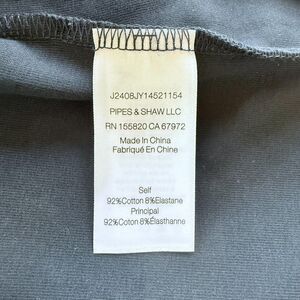 J2408JY14521154
PIPES & SHAW LLC
RN 155820 CA 67972
Made In China
Fabriqué En Chine
Self
92%Cotton 8%Elastane
Principal
92%Coton 8%Élasthanne